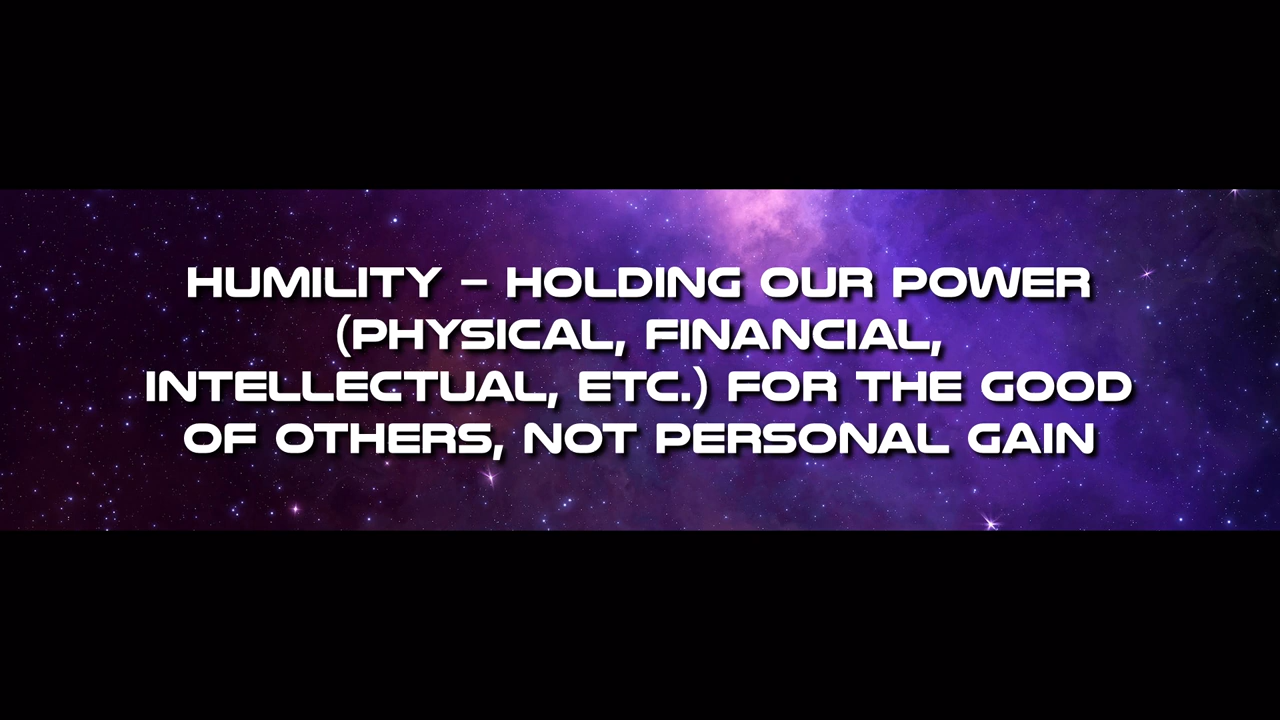 HUMILITY – HOLDING OUR POWER
(PHYSICAL, FINANCIAL,
INTELLECTUAL, ETC.) FOR THE GOOD
OF OTHERS, NOT PERSONAL GAIN